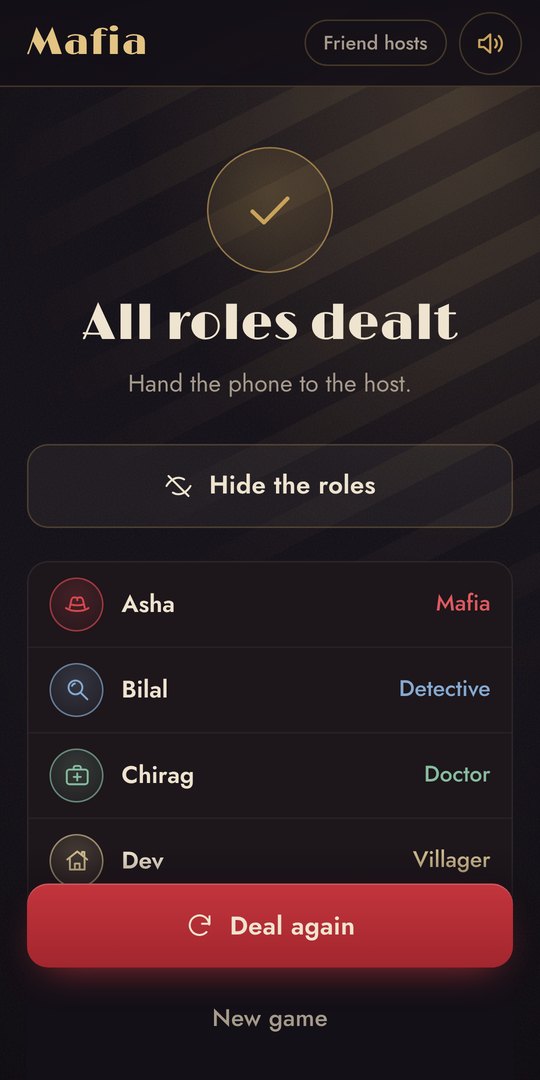 Mafia
Friend hosts
All roles dealt
Hand the phone to the host.
Hide the roles
Asha Mafia
Bilal Detective
Chirag Doctor
Dev Villager
Deal again
New game